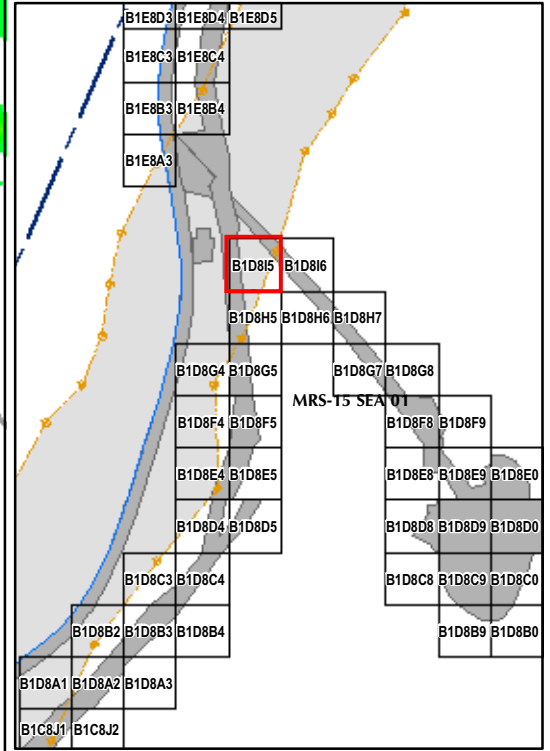 B1E8D3 B1E8D4 B1E8D5
B1E8C3 B1E8C4
B1E8B3 B1E8B4
B1E8A3
B1D8I5 B1D8I6
B1D8H5 B1D8H6 B1D8H7
B1D8G4 B1D8G5 B1D8G7 B1D8G8
MRS-15 SEA 01
B1D8F4 B1D8F5 B1D8F8 B1D8F9
B1D8E4 B1D8E5 B1D8E8 B1D8E9 B1D8E0
B1D8D4 B1D8D5 B1D8D8 B1D8D9 B1D8D0
B1D8C3 B1D8C4 B1D8C8 B1D8C9 B1D8C0
B1D8B2 B1D8B3 B1D8B4 B1D8B9 B1D8B0
B1D8A1 B1D8A2 B1D8A3
B1C8J1 B1C8J2